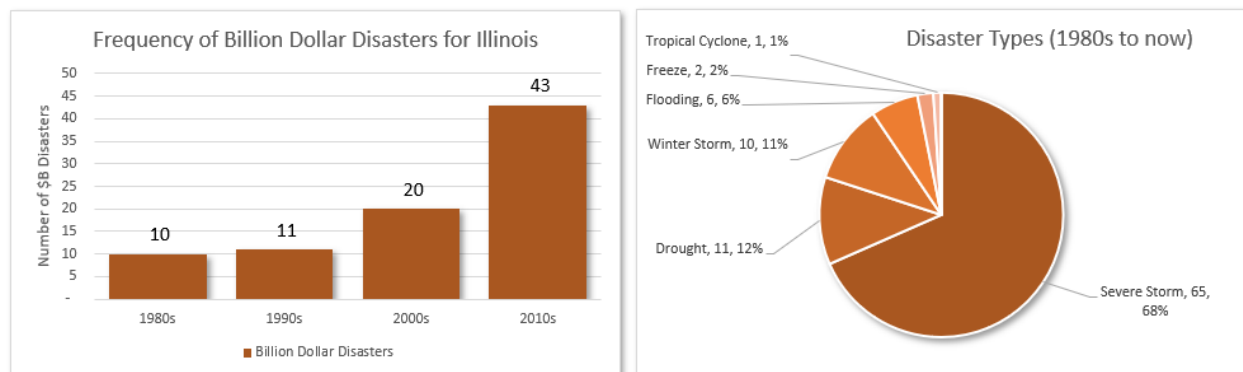 Frequency of Billion Dollar Disasters for Illinois
Number of $B Disasters
50
45
40
35
30
25
20
15
10
5
-
10
11
20
43
1980s
1990s
2000s
2010s
Billion Dollar Disasters
Disaster Types (1980s to now)
Tropical Cyclone, 1, 1%
Freeze, 2, 2%
Flooding, 6, 6%
Winter Storm, 10, 11%
Drought, 11, 12%
Severe Storm, 65,
68%